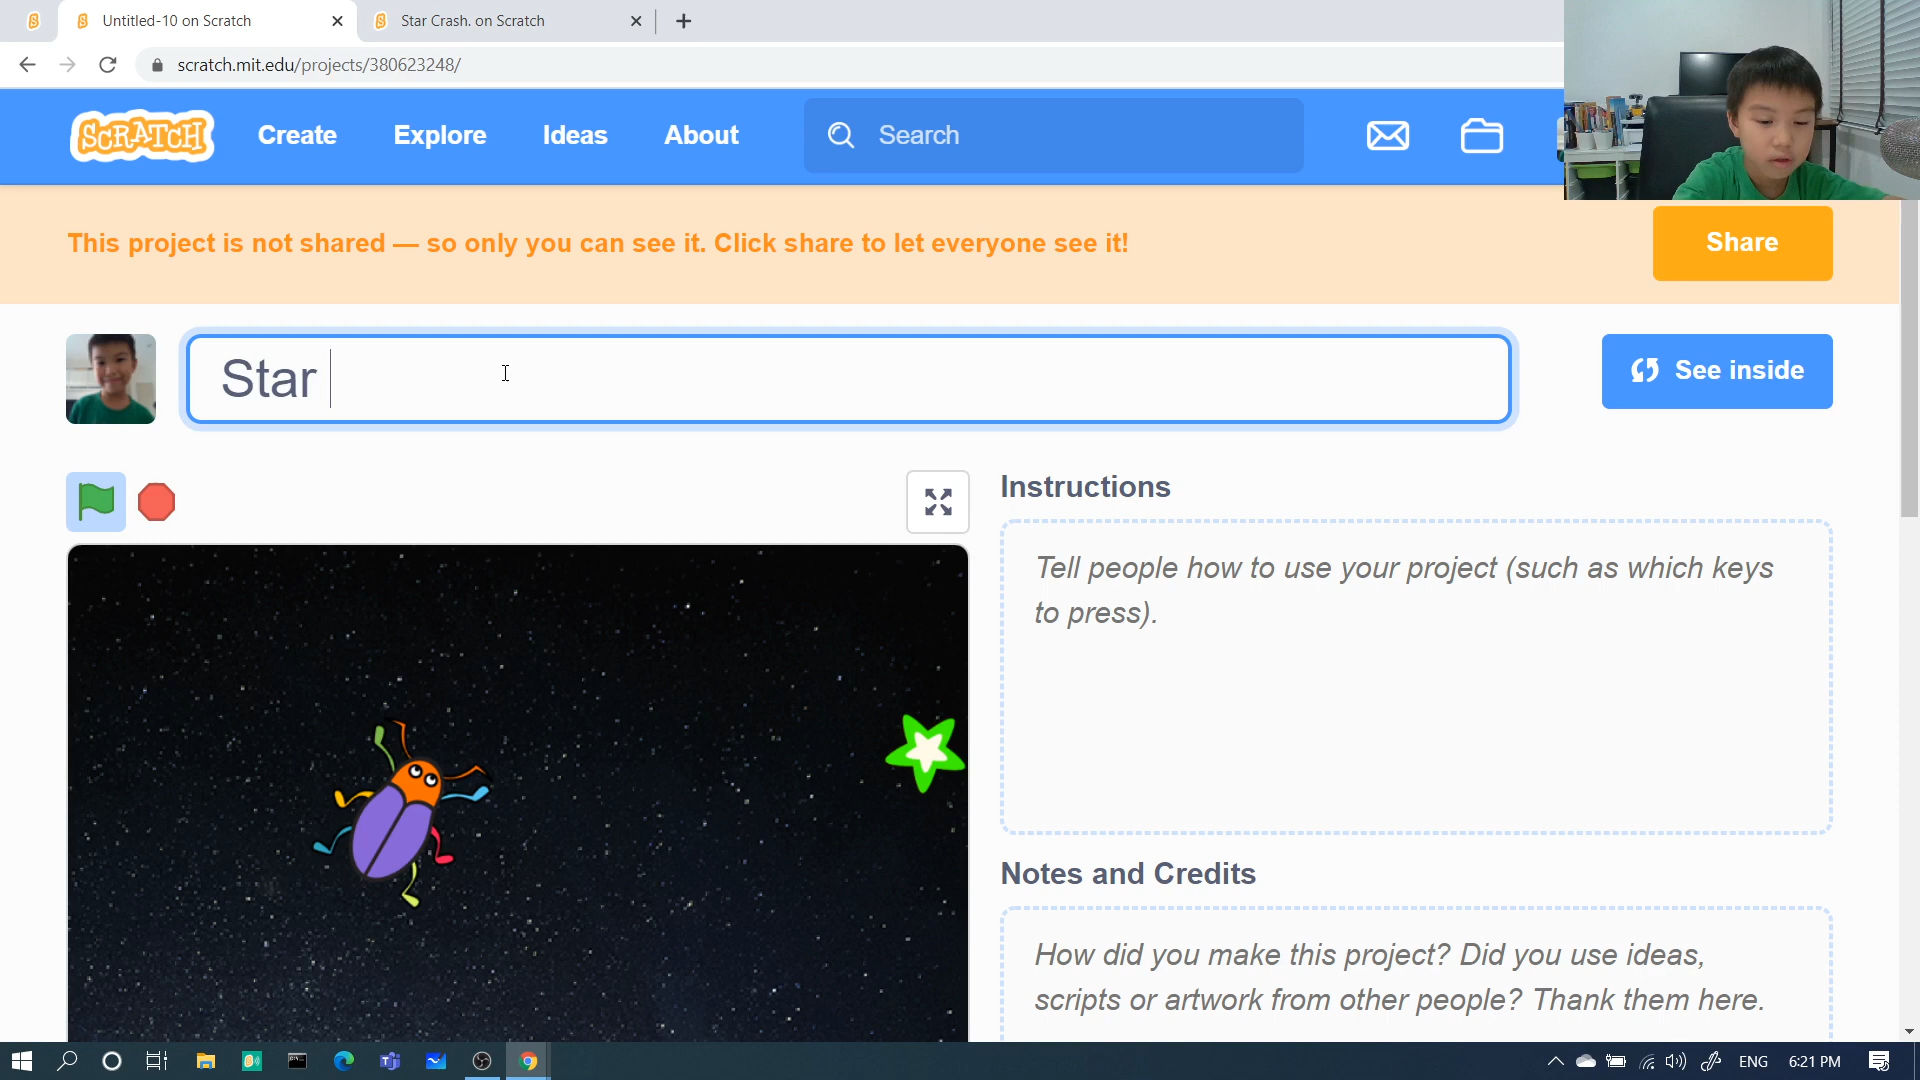 Untitled-10 on Scratch
Star Crash. on Scratch
scratch.mit.edu/projects/380623248/
SCRATCH Create Explore Ideas About Search
This project is not shared — so only you can see it. Click share to let everyone see it!
Share
Star
See inside
Instructions
Tell people how to use your project (such as which keys
to press).
Notes and Credits
How did you make this project? Did you use ideas,
scripts or artwork from other people? Thank them here.
ENG 6:21 PM